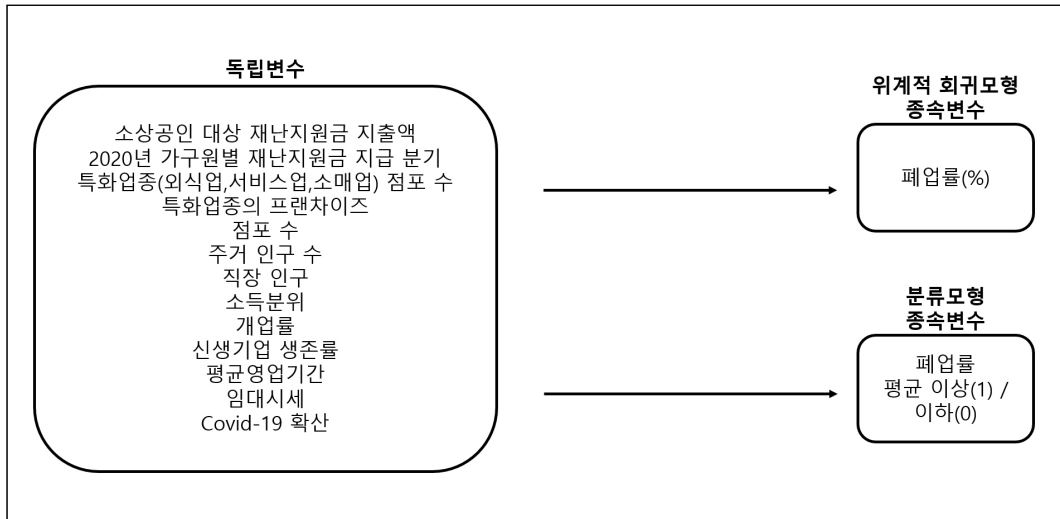 독립변수
소상공인 대상 재난지원금 지출액
2020년 가구원별 재난지원금 지급 분기
특화업종(외식업,서비스업,소매업) 점포 수
특화업종의 프랜차이즈
점포 수
주거 인구 수
직장 인구
소득분위
개업률
신생기업 생존률
평균영업기간
임대시세
Covid-19 확산
위계적 회귀모형
종속변수
폐업률(%)
분류모형
종속변수
폐업률
평균 이상(1) /
이하(0)